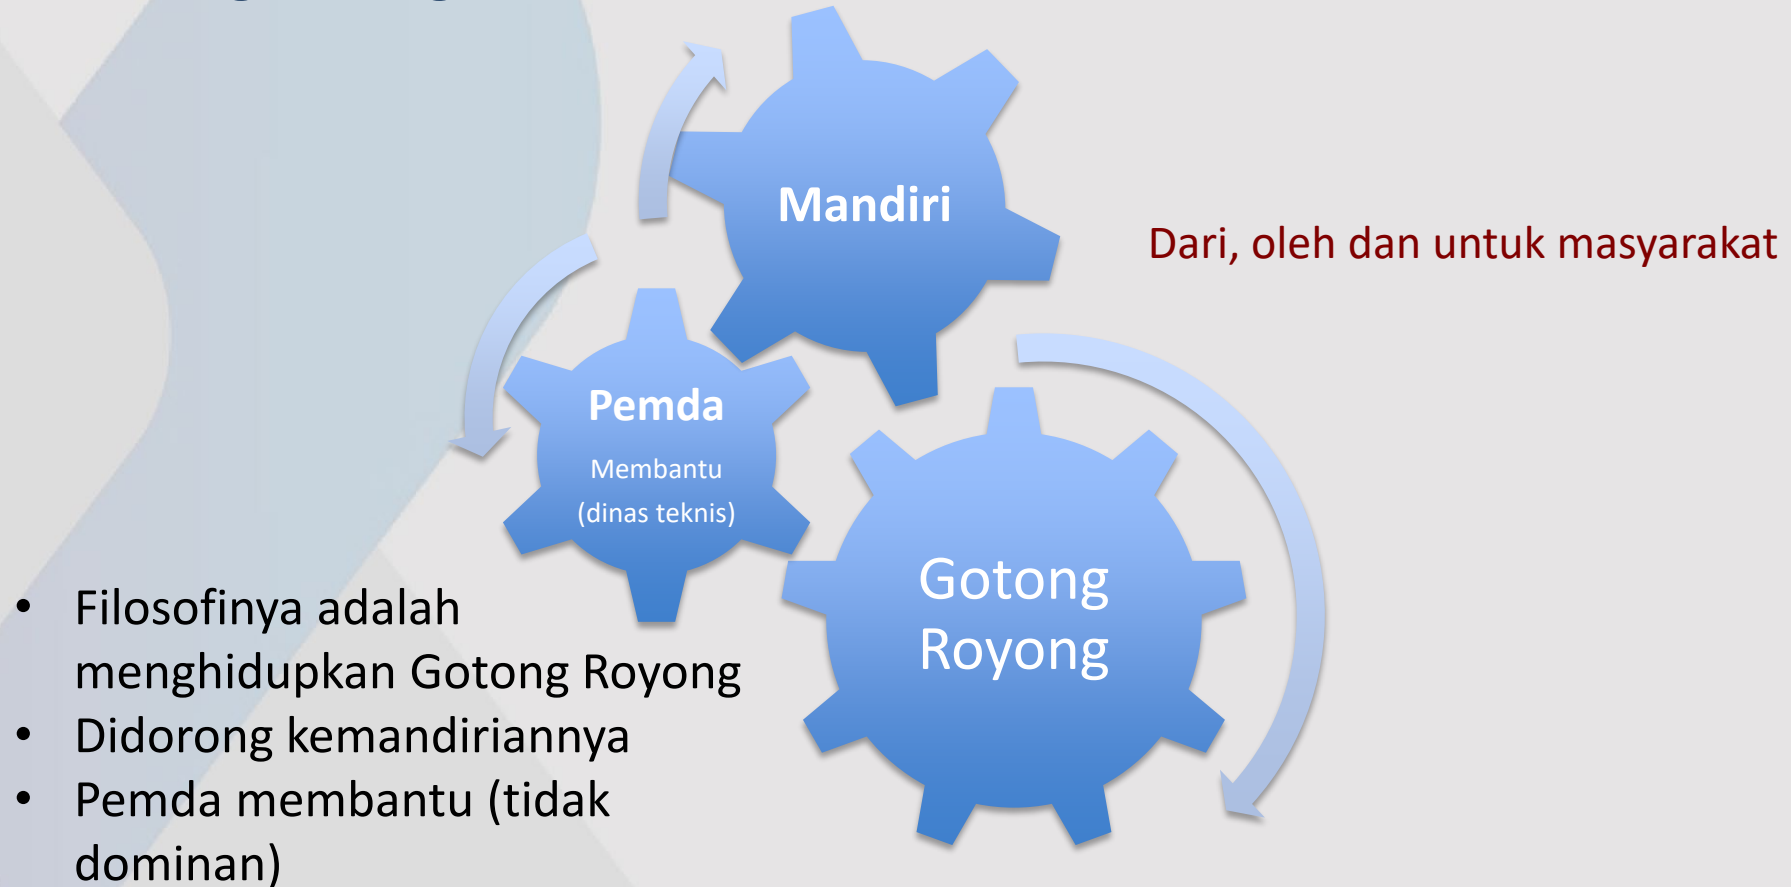 Mandiri
Dari, oleh dan untuk masyarakat
Pemda
Membantu
(dinas teknis)
Gotong
Royong
• Filosofinya adalah
menghidupkan Gotong Royong
• Didorong kemandiriannya
• Pemda membantu (tidak
dominan)